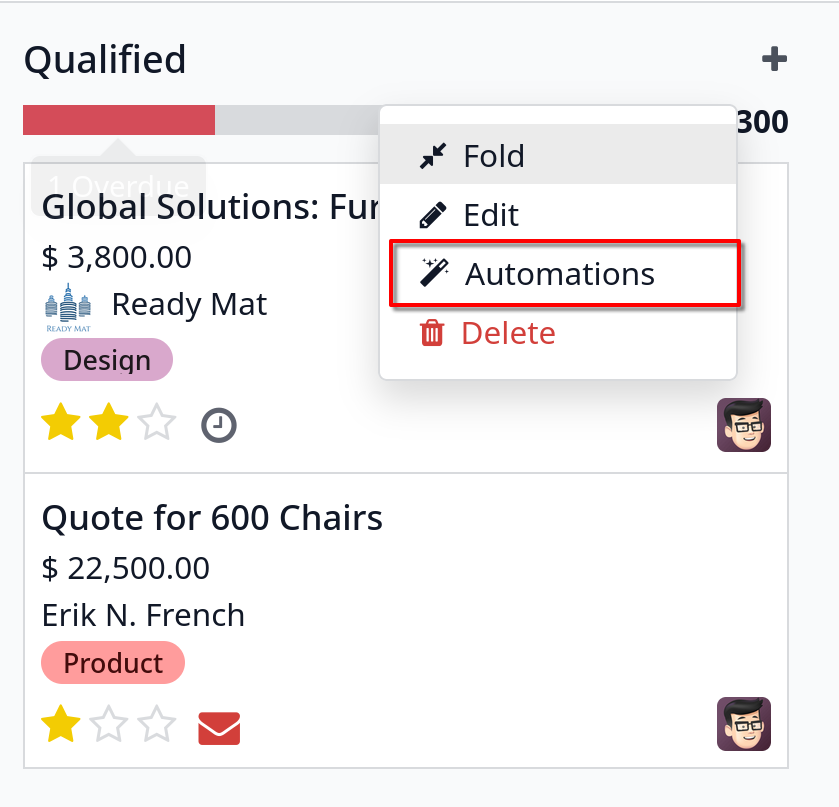 Qualified
300
1 Overdue
Fold
Edit
Automations
Delete
Global Solutions: Fur
$ 3,800.00
READY MAT
Ready Mat
Design
Quote for 600 Chairs
$ 22,500.00
Erik N. French
Product